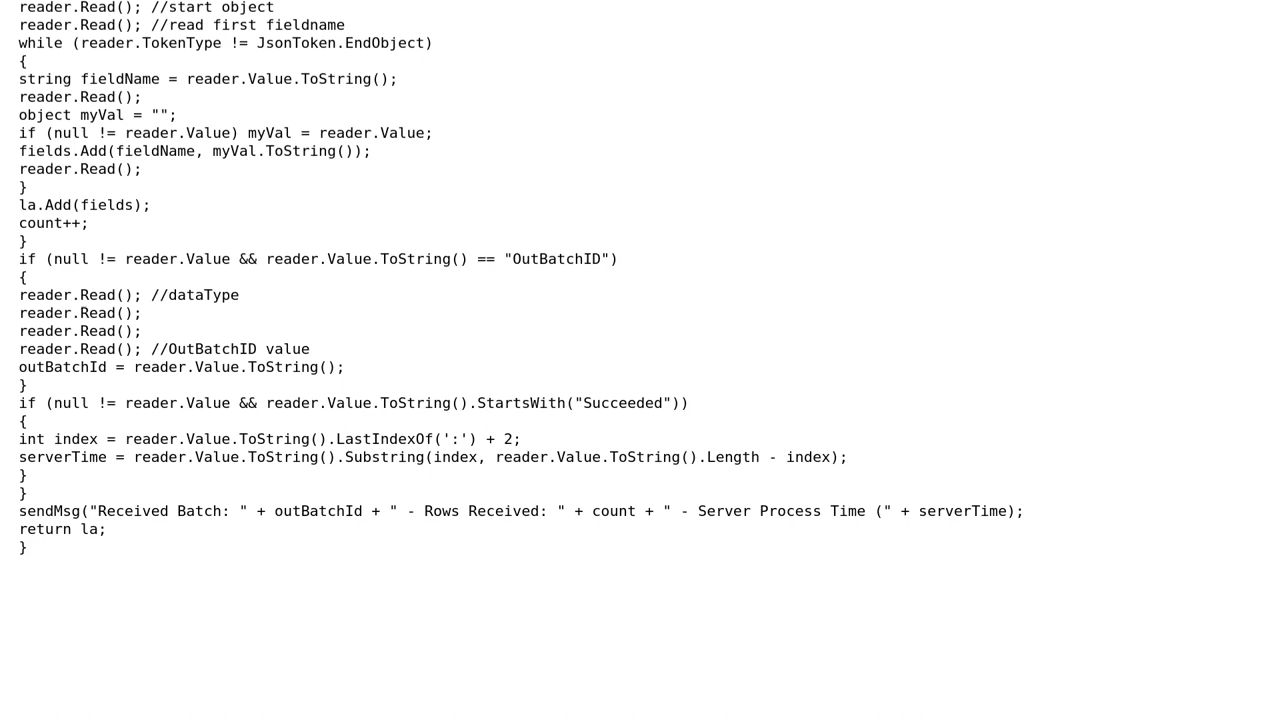 reader.Read(); //start object
reader.Read(); //read first fieldname
while (reader.TokenType != JsonToken.EndObject)
{
string fieldName = reader.Value.ToString();
reader.Read();
object myVal = "";
if (null != reader.Value) myVal = reader.Value;
fields.Add(fieldName, myVal.ToString());
reader.Read();
}
la.Add(fields);
count++;
}
if (null != reader.Value && reader.Value.ToString() == "OutBatchID")
{
reader.Read(); //dataType
reader.Read();
reader.Read();
reader.Read(); //OutBatchID value
outBatchId = reader.Value.ToString();
}
if (null != reader.Value && reader.Value.ToString().StartsWith("Succeeded"))
{
int index = reader.Value.ToString().LastIndexOf(':') + 2;
serverTime = reader.Value.ToString().Substring(index, reader.Value.ToString().Length - index);
}
}
sendMsg("Received Batch: " + outBatchId + " - Rows Received: " + count + " - Server Process Time (" + serverTime);
return la;
}